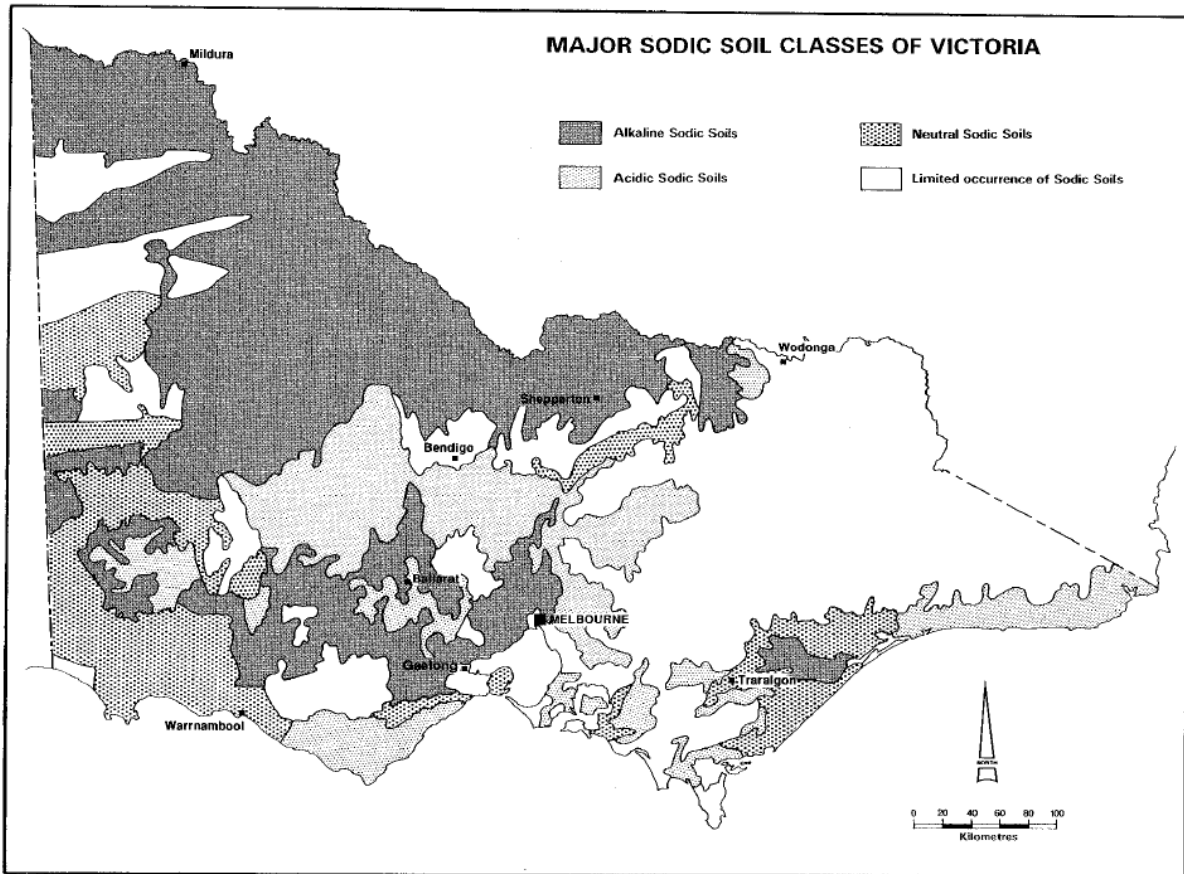 MAJOR SODIC SOIL CLASSES OF VICTORIA
Alkaline Sodic Soils
Neutral Sodic Soils
Acidic Sodic Soils
Limited occurrence of Sodic Soils
Mildura
Wodonga
Shepparton
Bendigo
Ballarat
MELBOURNE
Geelong
Traralgon
Warrnambool
NORTH
0 20 40 60 80 100
Kilometres